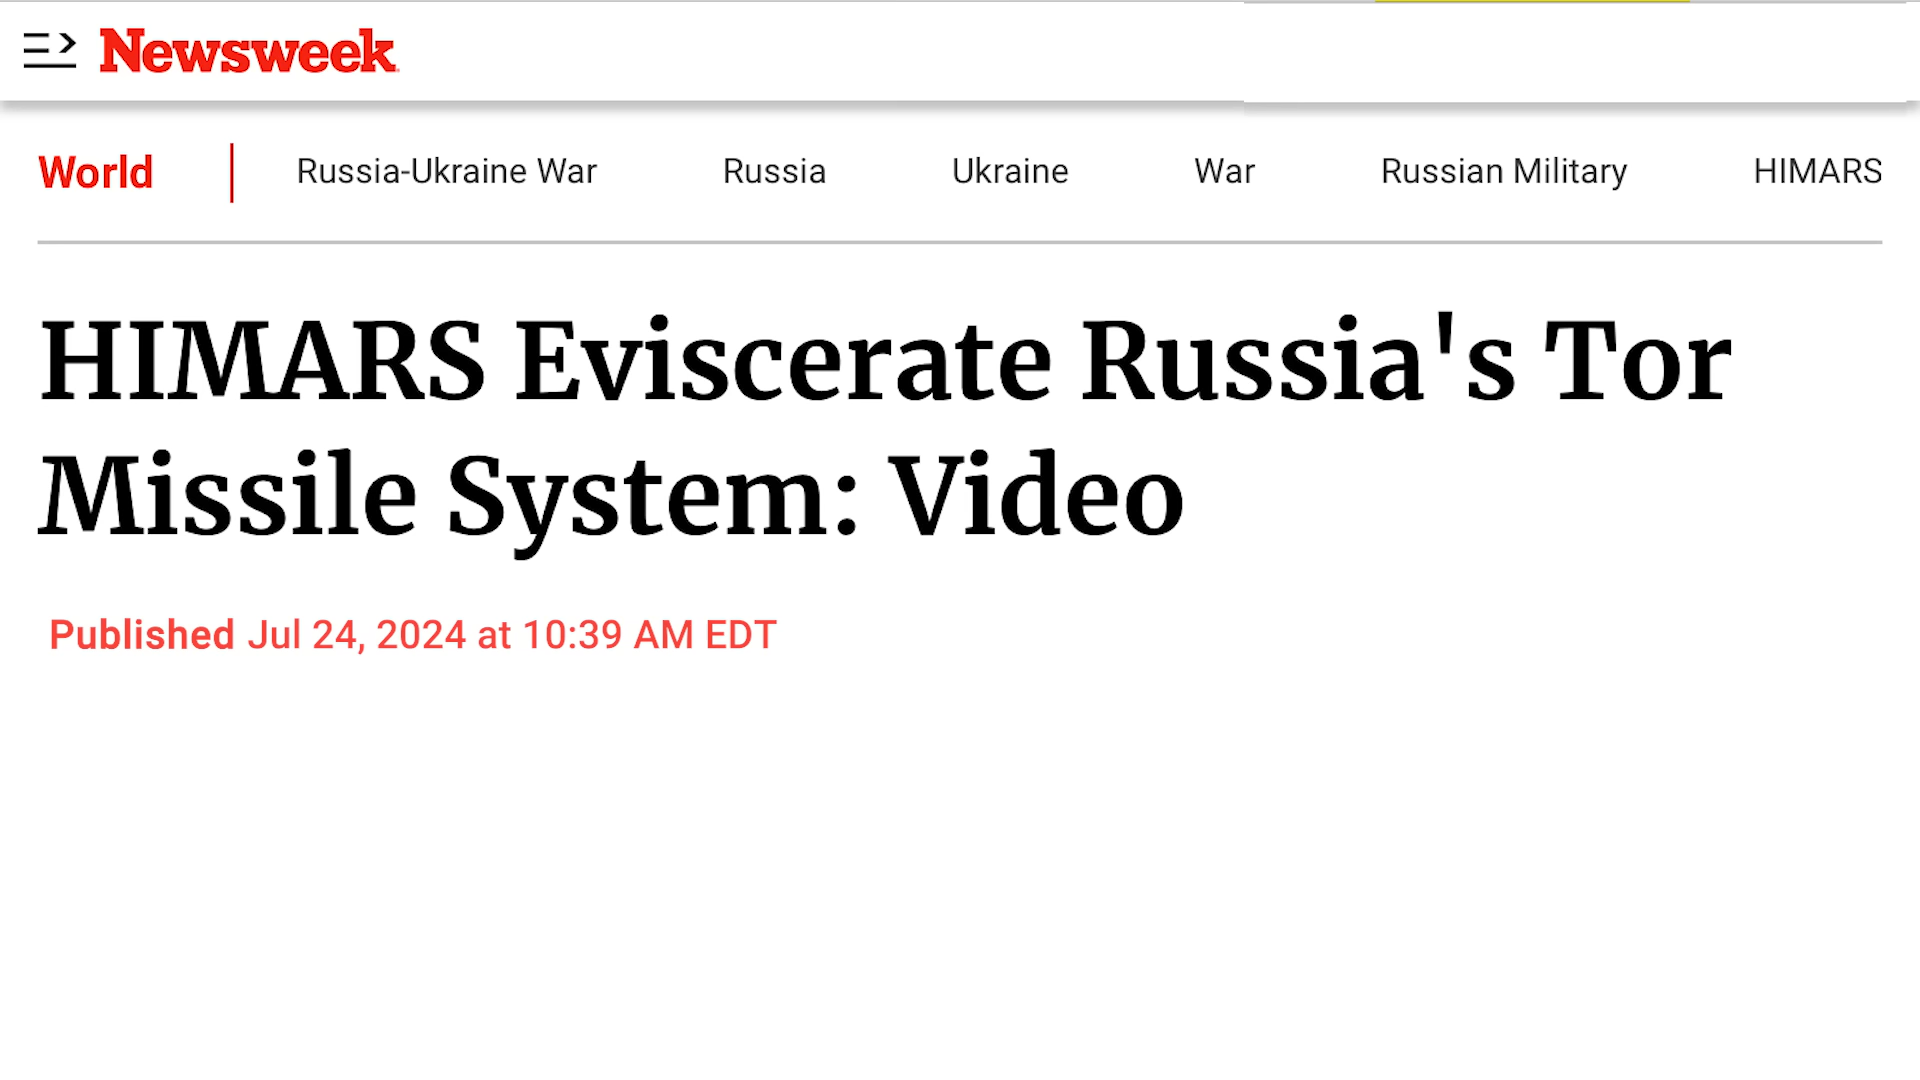 Newsweek
World Russia-Ukraine War Russia Ukraine War Russian Military HIMARS
HIMARS Eviscerate Russia's Tor
Missile System: Video
Published Jul 24, 2024 at 10:39 AM EDT